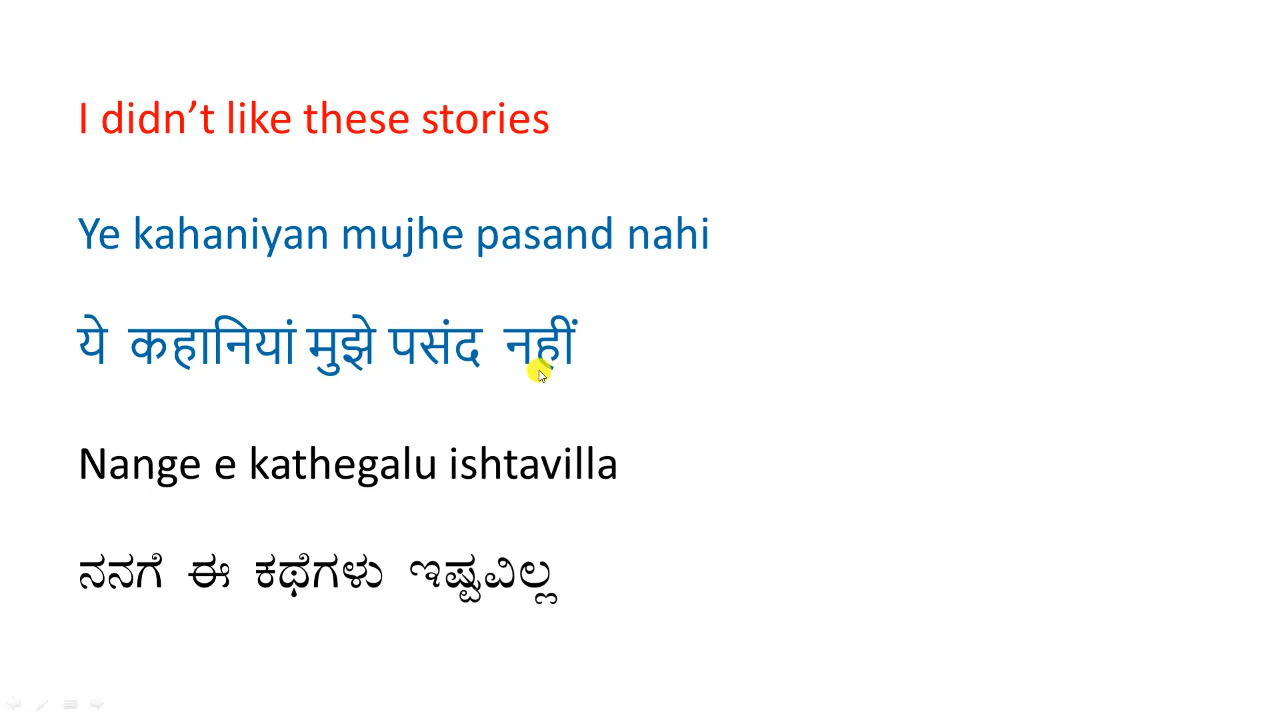 I didn’t like these stories
Ye kahaniyan mujhe pasand nahi
ये कहानियां मुझे पसंद नहीं
Nange e kathegalu ishtavilla
ನನಗೆ ಈ ಕಥೆಗಳು ಇಷ್ಟವಿಲ್ಲ